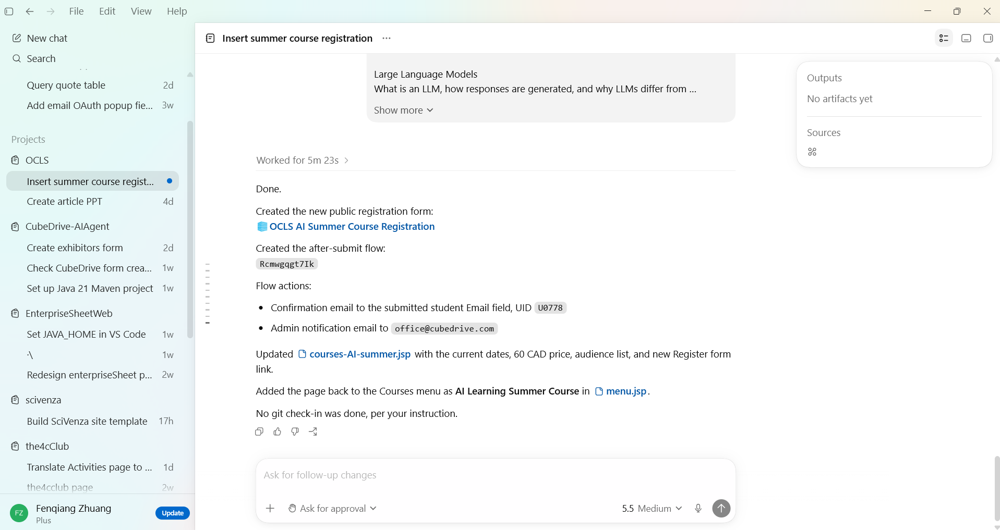 File Edit View Help
New chat
Search
Query quote table 2d
Add email OAuth popup fie... 3w
Projects
OCLS
Insert summer course regist...
Create article PPT 4d
CubeDrive-AIAgent
Create exhibitors form 2d
Check CubeDrive form crea... 1w
Set up Java 21 Maven project 1w
EnterpriseSheetWeb
Set JAVA_HOME in VS Code 1w
·\ 1w
Redesign enterpriseSheet p... 2w
scivenza
Build SciVenza site template 17h
the4cClub
Translate Activities page to ... 1d
the4cclub page 2w
FZ
Fenqiang Zhuang
Plus
Update
Insert summer course registration ...
Large Language Models
What is an LLM, how responses are generated, and why LLMs differ from ...
Show more
Worked for 5m 23s
Done.
Created the new public registration form:
OCLS AI Summer Course Registration
Created the after-submit flow:
Rcmwgqgt7Ik
Flow actions:
• Confirmation email to the submitted student Email field, UID U0778
• Admin notification email to office@cubedrive.com
Updated courses-AI-summer.jsp with the current dates, 60 CAD price, audience list, and new Register form
link.
Added the page back to the Courses menu as AI Learning Summer Course in menu.jsp.
No git check-in was done, per your instruction.
Ask for follow-up changes
Ask for approval
5.5 Medium
Outputs
No artifacts yet
Sources